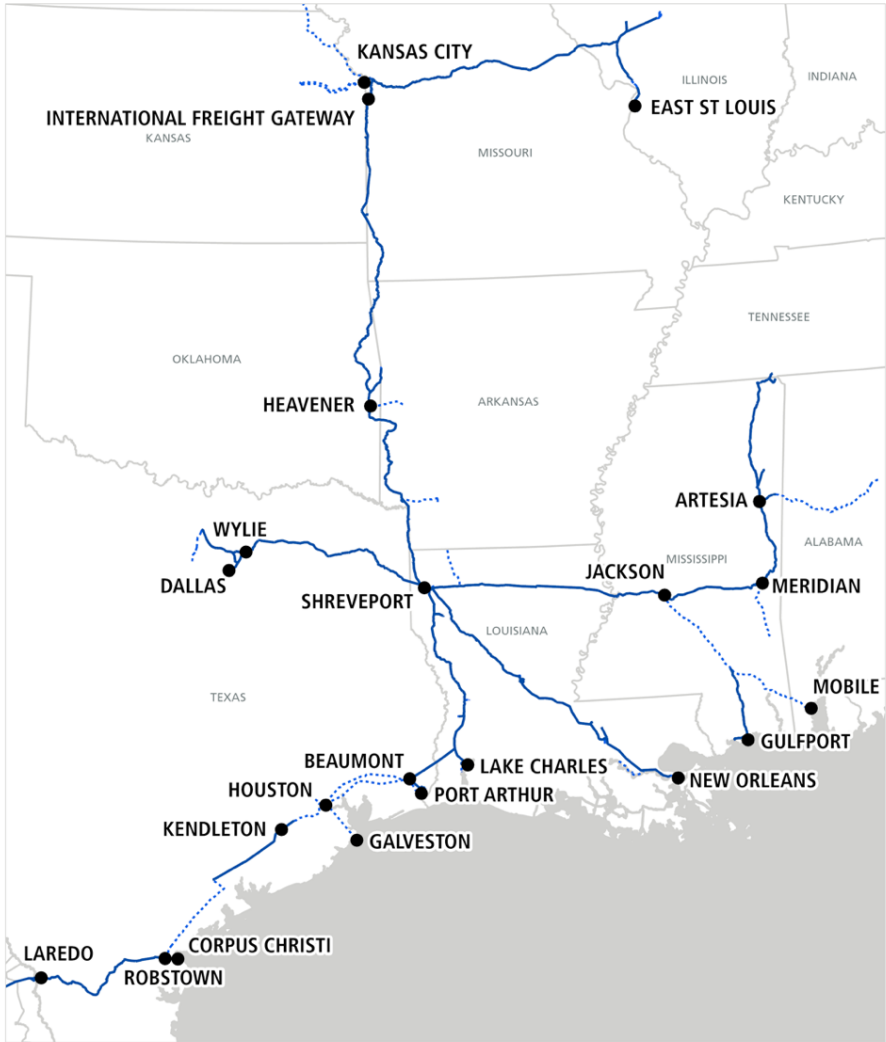 KANSAS CITY
ILLINOIS
INDIANA
EAST ST LOUIS
INTERNATIONAL FREIGHT GATEWAY
KANSAS
MISSOURI
KENTUCKY
TENNESSEE
OKLAHOMA
HEAVENER
ARKANSAS
ARTESIA
WYLIE
ALABAMA
MISSISSIPPI
JACKSON
DALLAS
MERIDIAN
SHREVEPORT
LOUISIANA
MOBILE
TEXAS
GULFPORT
BEAUMONT
LAKE CHARLES
NEW ORLEANS
HOUSTON
PORT ARTHUR
KENDLETON
GALVESTON
CORPUS CHRISTI
LAREDO
ROBSTOWN